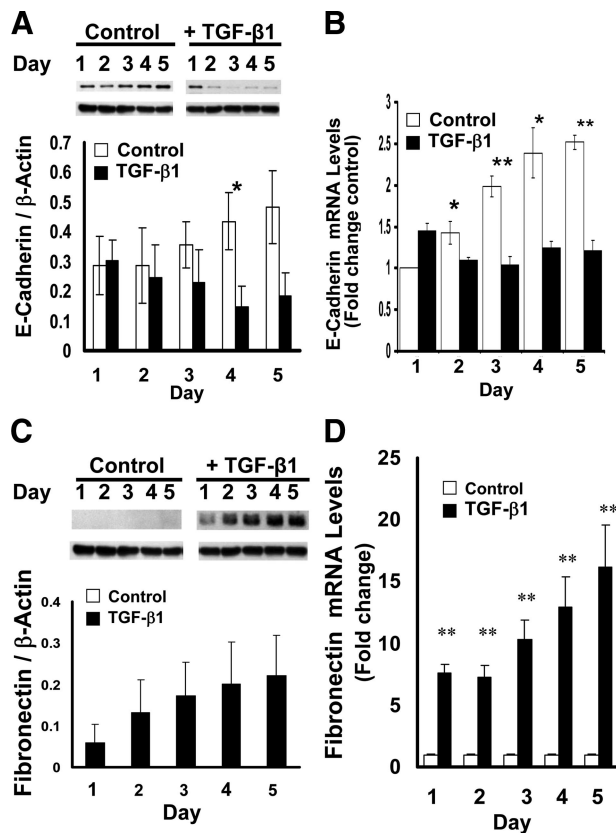 A
Control + TGF-β1
Day 1 2 3 4 5 1 2 3 4 5
E-Cadherin / β-Actin
0.7
0.6
0.5
0.4
0.3
0.2
0.1
0
Control
TGF-β1
*
1 2 3 4 5
Day
B
E-Cadherin mRNA Levels
(Fold change control)
3
2.5
2
1.5
1
0.5
0
Control
TGF-β1
* ** * **
1 2 3 4 5
Day
C
Control + TGF-β1
Day 1 2 3 4 5 1 2 3 4 5
Fibronectin / β-Actin
0.4
0.2
0.1
0
Control
TGF-β1
1 2 3 4 5
Day
D
Fibronectin mRNA Levels
(Fold change)
25
20
15
10
5
0
Control
TGF-β1
** ** ** ** **
1 2 3 4 5
Day